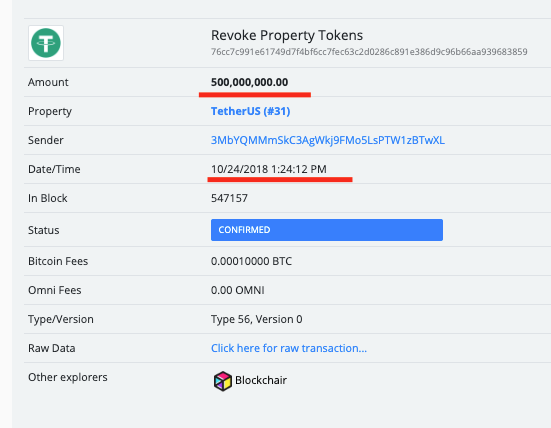 Revoke Property Tokens
76cc7c991e61749d7f4bf6cc7fec63c2d0286c891e386d9c96b66aa939683859
Amount 500,000,000.00
Property TetherUS (#31)
Sender 3MbYQMMmSkC3AgWkj9FMo5LsPTW1zBTwXL
Date/Time 10/24/2018 1:24:12 PM
In Block 547157
Status CONFIRMED
Bitcoin Fees 0.00010000 BTC
Omni Fees 0.00 OMNI
Type/Version Type 56, Version 0
Raw Data Click here for raw transaction...
Other explorers Blockchair